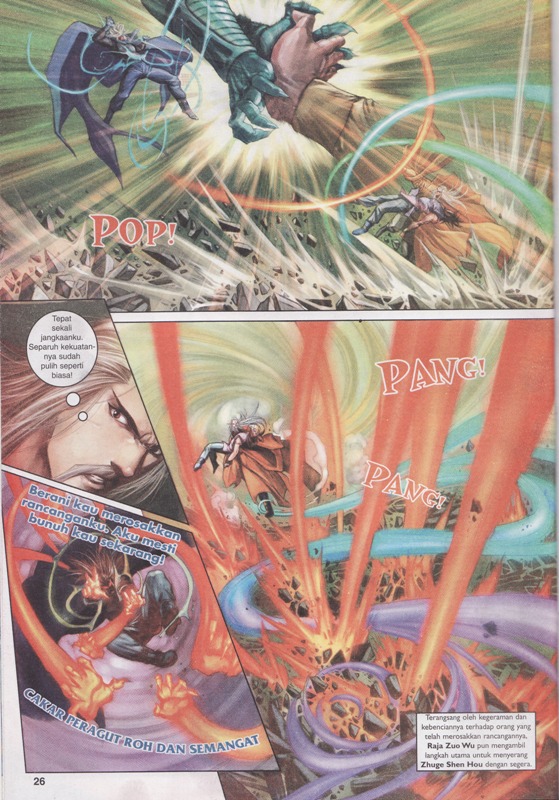 POP!
Tepat
sekali
jangkaanku.
Separuh kekuatan-
nya sudah
pulih seperti
biasa!
PANG!
PANG!
Berani kau merosakkan
rancanganku. Aku mesti
bunuh kau sekarang!
CAKAR PERAGUT ROH DAN SEMANGAT
Terangsang oleh kegeraman dan
kebenciannya terhadap orang yang
telah merosakkan rancangannya,
Raja Zuo Wu pun mengambil
langkah utama untuk menyerang
Zhuge Shen Hou dengan segera.
26